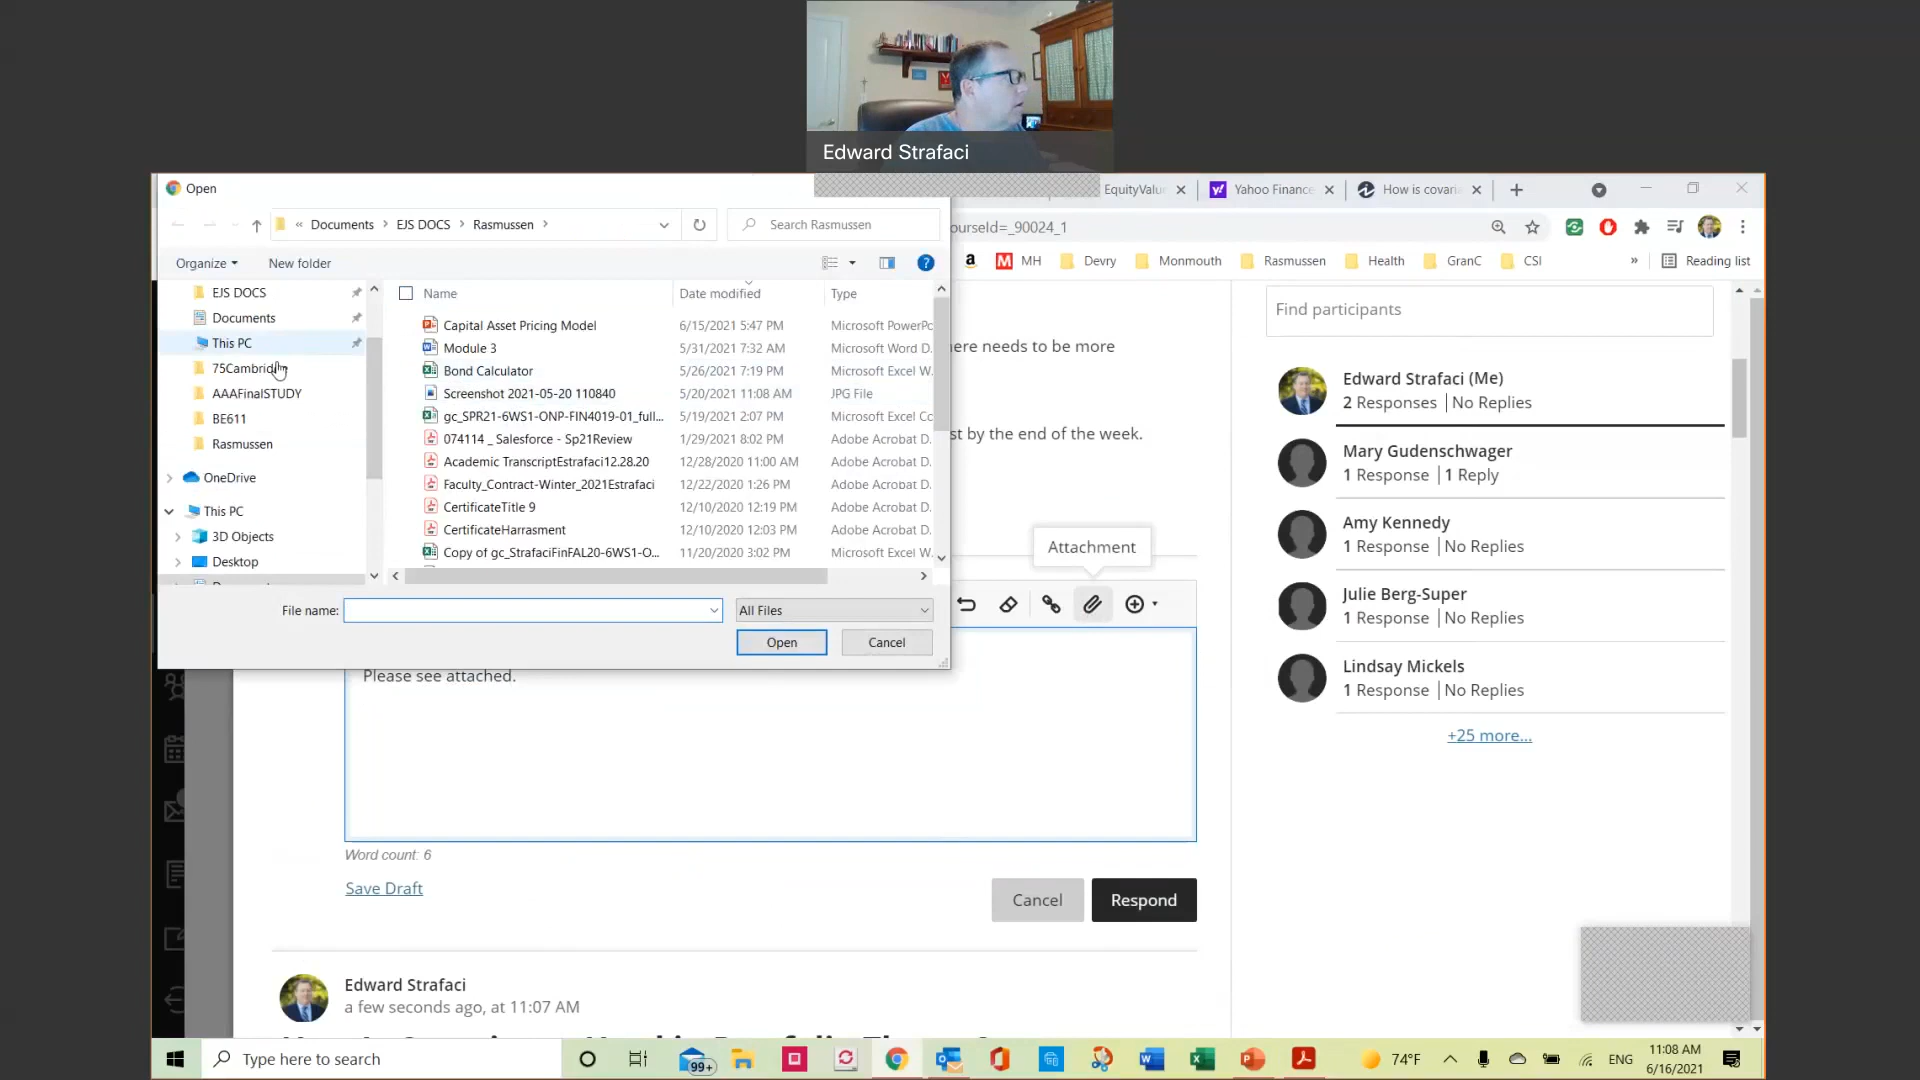 Edward Strafaci
Open
EquityValu
Yahoo Finance
How is covari
« Documents > EJS DOCS > Rasmussen >
Search Rasmussen
ourseId=_90024_1
Organize
New folder
MH
Devry
Monmouth
Rasmussen
Health
GranC
CSI
»
Reading list
EJS DOCS
Documents
This PC
75Cambrid
AAAFinalSTUDY
BE611
Rasmussen
OneDrive
This PC
3D Objects
Desktop
Name Date modified Type
Capital Asset Pricing Model 6/15/2021 5:47 PM Microsoft PowerPo
Module 3 5/31/2021 7:32 AM Microsoft Word D.
Bond Calculator 5/26/2021 7:19 PM Microsoft Excel W.
Screenshot 2021-05-20 110840 5/20/2021 11:08 AM JPG File
gc_SPR21-6WS1-ONP-FIN4019-01_full... 5/19/2021 2:07 PM Microsoft Excel Co
074114 _ Salesforce - Sp21Review 1/29/2021 8:02 PM Adobe Acrobat D.
Academic TranscriptEstrafaci12.28.20 12/28/2020 11:00 AM Adobe Acrobat D.
Faculty_Contract-Winter_2021Estrafaci 12/22/2020 1:26 PM Adobe Acrobat D.
CertificateTitle 9 12/10/2020 12:19 PM Adobe Acrobat D.
CertificateHarrasment 12/10/2020 12:03 PM Adobe Acrobat D.
Copy of gc_StrafaciFinFAL20-6WS1-O... 11/20/2020 3:02 PM Microsoft Excel W.
File name:
All Files
Open
Cancel
ere needs to be more
st by the end of the week.
Attachment
Please see attached.
Word count: 6
Save Draft
Cancel
Respond
Edward Strafaci
a few seconds ago, at 11:07 AM
Find participants
Edward Strafaci (Me)
2 Responses | No Replies
Mary Gudenschwager
1 Response | 1 Reply
Amy Kennedy
1 Response | No Replies
Julie Berg-Super
1 Response | No Replies
Lindsay Mickels
1 Response | No Replies
+25 more...
Type here to search
99+
74°F
ENG
11:08 AM
6/16/2021